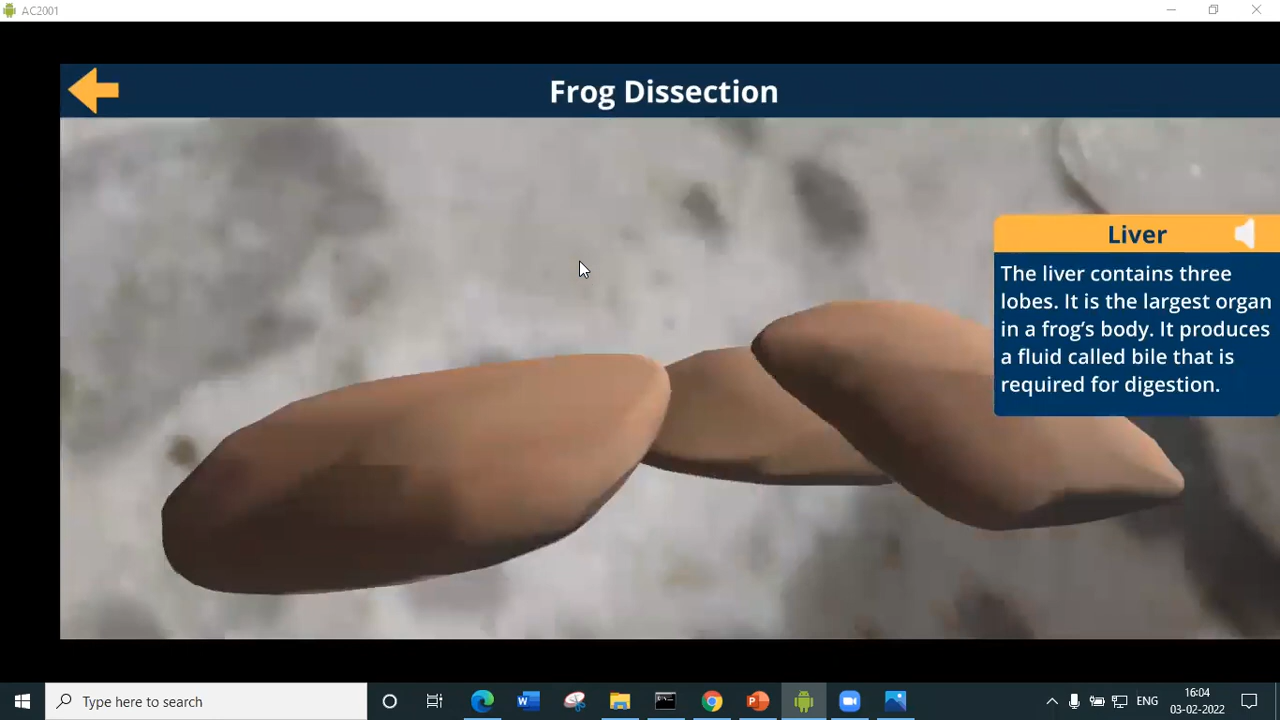 AC2001
Frog Dissection
Liver
The liver contains three
lobes. It is the largest organ
in a frog's body. It produces
a fluid called bile that is
required for digestion.
Type here to search
ENG
16:04
03-02-2022